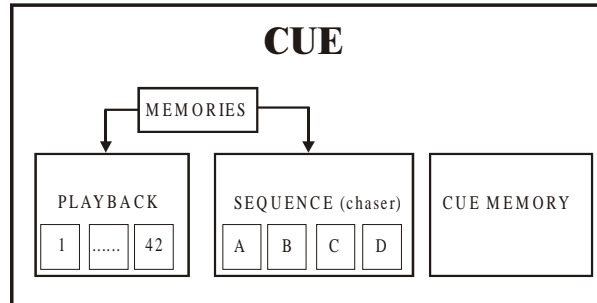 CUE
MEMORIES
PLAYBACK
1 ...... 42
SEQUENCE (chaser)
A B C D
CUE MEMORY